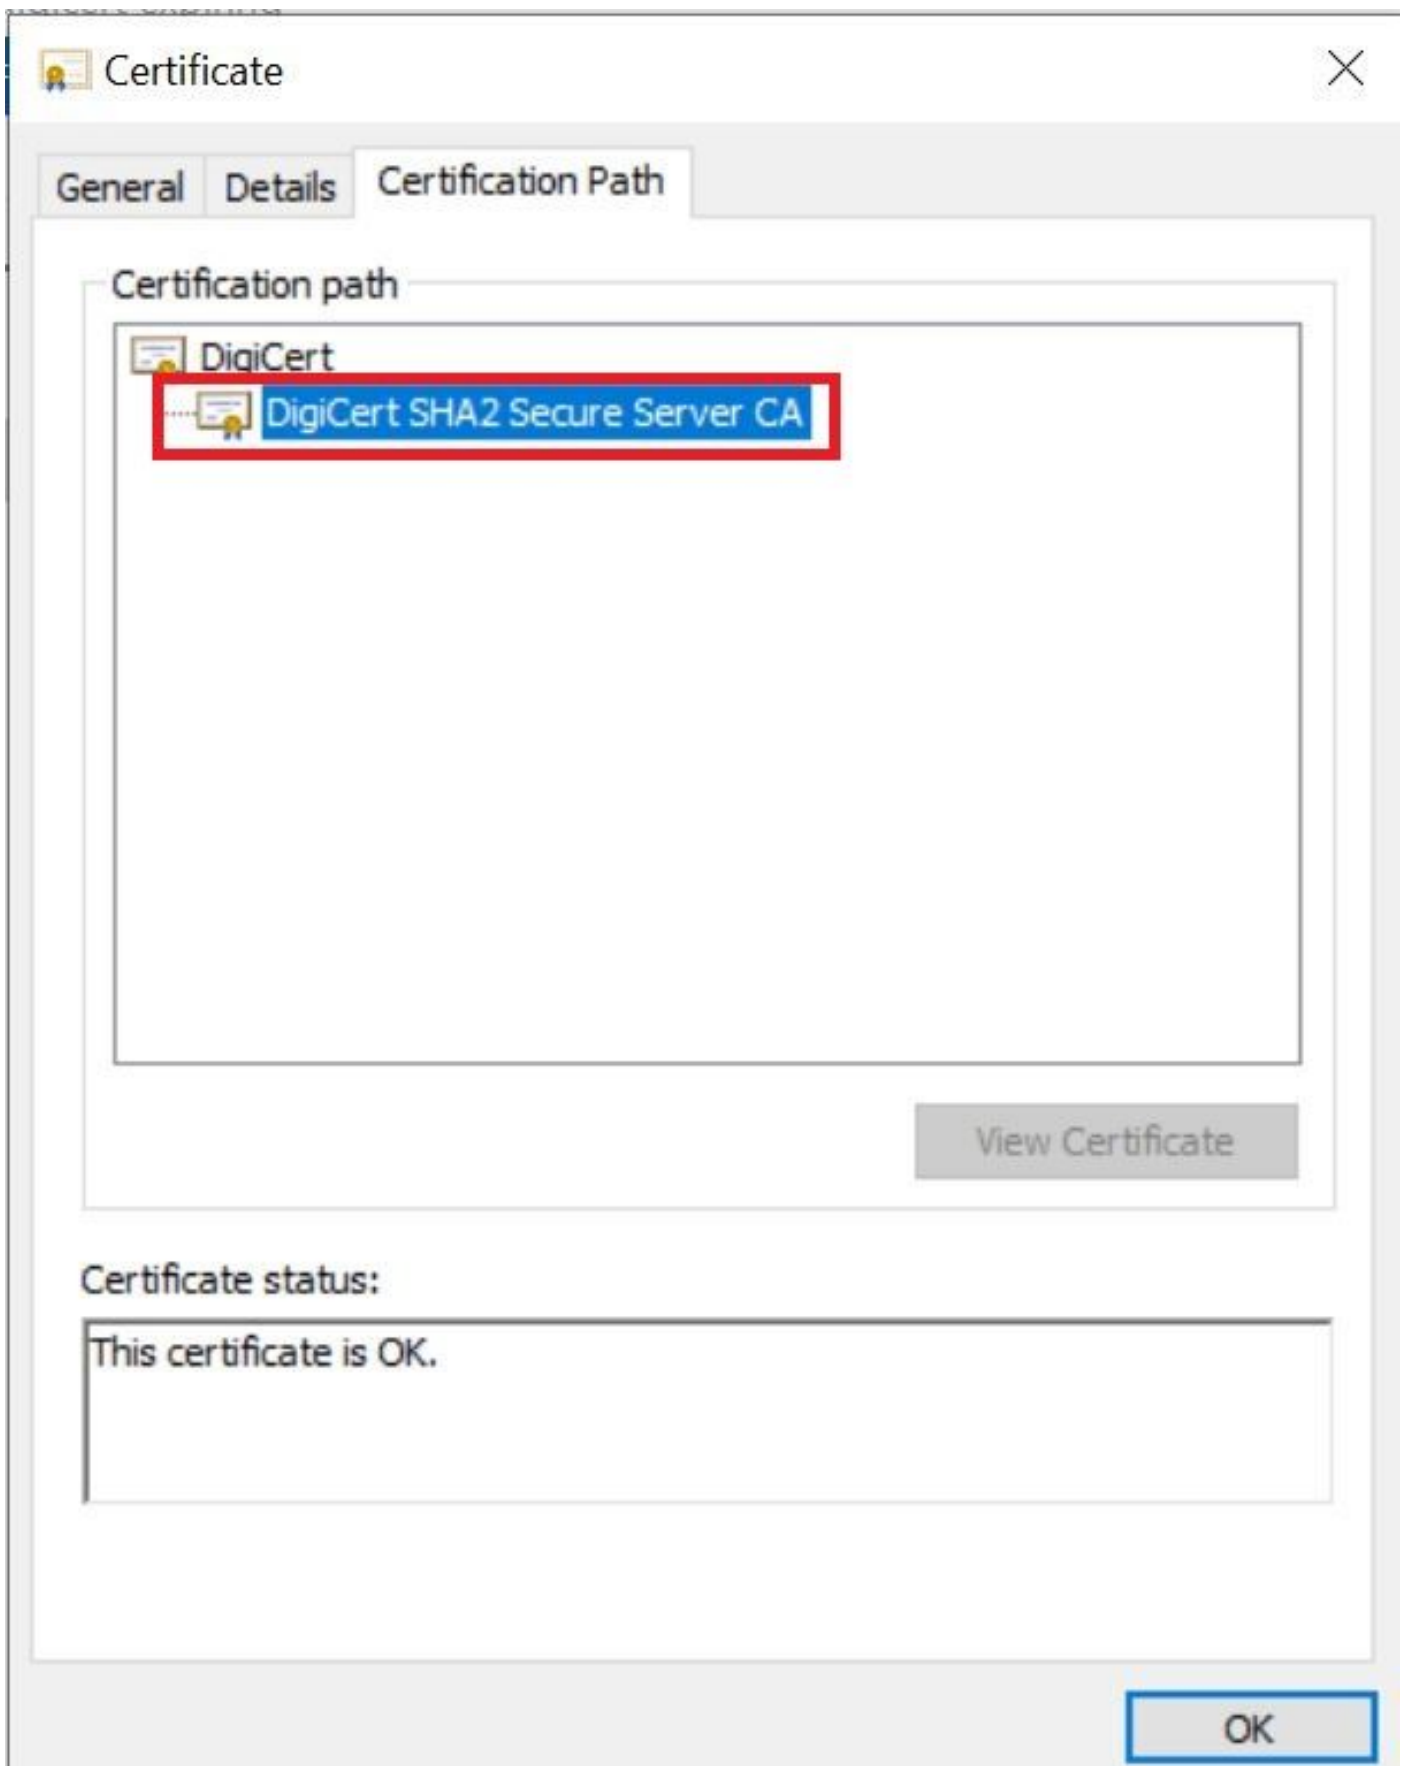 Certificate
General Details Certification Path
Certification path
DigiCert
DigiCert SHA2 Secure Server CA
View Certificate
Certificate status:
This certificate is OK.
OK